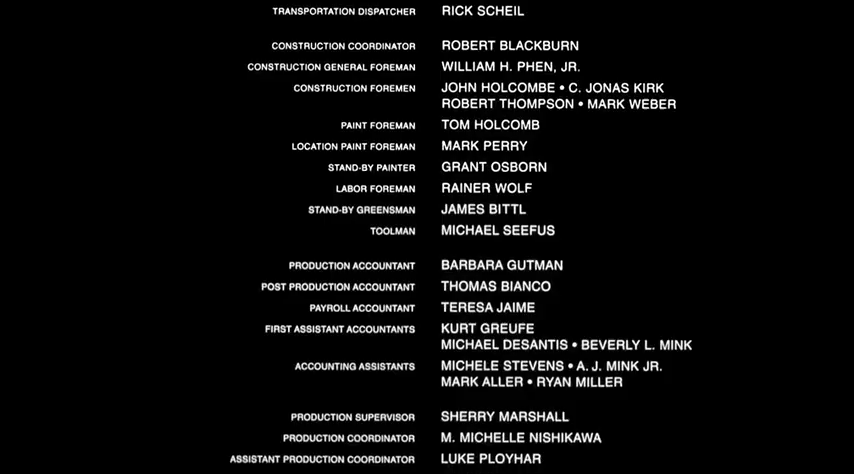 TRANSPORTATION DISPATCHER RICK SCHEIL
CONSTRUCTION COORDINATOR ROBERT BLACKBURN
CONSTRUCTION GENERAL FOREMAN WILLIAM H. PHEN, JR.
CONSTRUCTION FOREMEN JOHN HOLCOMBE • C. JONAS KIRK
ROBERT THOMPSON • MARK WEBER
PAINT FOREMAN TOM HOLCOMB
LOCATION PAINT FOREMAN MARK PERRY
STAND-BY PAINTER GRANT OSBORN
LABOR FOREMAN RAINER WOLF
STAND-BY GREENSMAN JAMES BITTL
TOOLMAN MICHAEL SEEFUS
PRODUCTION ACCOUNTANT BARBARA GUTMAN
POST PRODUCTION ACCOUNTANT THOMAS BIANCO
PAYROLL ACCOUNTANT TERESA JAIME
FIRST ASSISTANT ACCOUNTANTS KURT GREUFE
MICHAEL DESANTIS • BEVERLY L. MINK
ACCOUNTING ASSISTANTS MICHELE STEVENS • A. J. MINK JR.
MARK ALLER • RYAN MILLER
PRODUCTION SUPERVISOR SHERRY MARSHALL
PRODUCTION COORDINATOR M. MICHELLE NISHIKAWA
ASSISTANT PRODUCTION COORDINATOR LUKE PLOYHAR